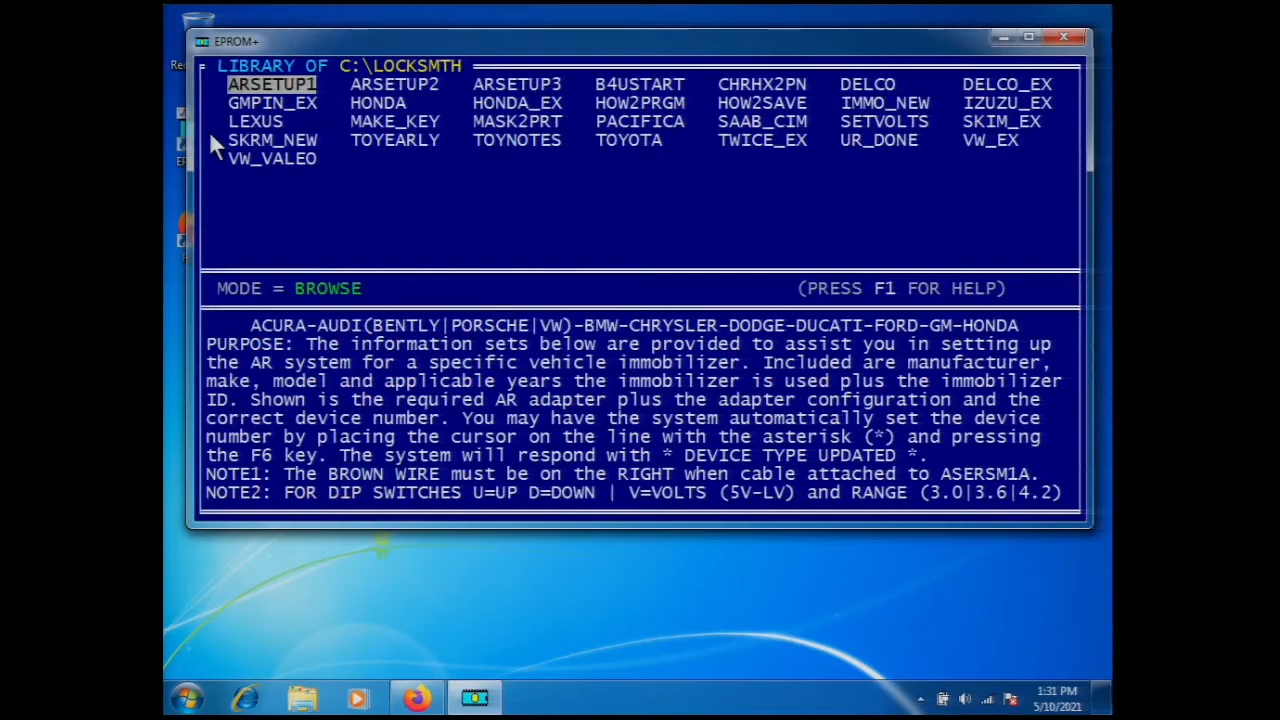 EPROM+
LIBRARY OF C:\LOCKSMTH
ARSETUP1 ARSETUP2 ARSETUP3 B4USTART CHRHX2PN DELCO DELCO_EX
GMPIN_EX HONDA HONDA_EX HOW2PRGM HOW2SAVE IMMO_NEW IZUZU_EX
LEXUS MAKE_KEY MASK2PRT PACIFICA SAAB_CIM SETVOLTS SKIM_EX
SKRM_NEW TOYEARLY TOYNOTES TOYOTA TWICE_EX UR_DONE VW_EX
VW_VALEO
MODE = BROWSE (PRESS F1 FOR HELP)
ACURA-AUDI(BENTLY|PORSCHE|VW)-BMW-CHRYSLER-DODGE-DUCATI-FORD-GM-HONDA
PURPOSE: The information sets below are provided to assist you in setting up
the AR system for a specific vehicle immobilizer. Included are manufacturer,
make, model and applicable years the immobilizer is used plus the immobilizer
ID. Shown is the required AR adapter plus the adapter configuration and the
correct device number. You may have the system automatically set the device
number by placing the cursor on the line with the asterisk (*) and pressing
the F6 key. The system will respond with * DEVICE TYPE UPDATED *.
NOTE1: The BROWN WIRE must be on the RIGHT when cable attached to ASERSM1A.
NOTE2: FOR DIP SWITCHES U=UP D=DOWN | V=VOLTS (5V-LV) and RANGE (3.0|3.6|4.2)
1:31 PM
5/10/2021